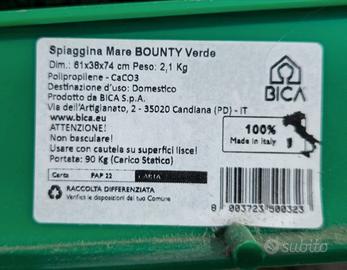 Spiaggina Mare BOUNTY Verde
Dim.: 61x38x74 cm Peso: 2,1 Kg
Polipropilene - CaCO3
Destinazione d'uso: Domestico
Prodotto da BICA S.p.A.
Via dell'Artigianato, 2 - 35020 Candiana (PD) - IT
www.bica.eu
ATTENZIONE!
Non basculare!
Usare con cautela su superfici lisce!
Portata: 90 Kg (Carico Statico)
BICA
100%
Made in Italy
Carta PAP 22 CARTA
RACCOLTA DIFFERENZIATA
Verifica le disposizioni del tuo Comune
8 003723 500323
subito